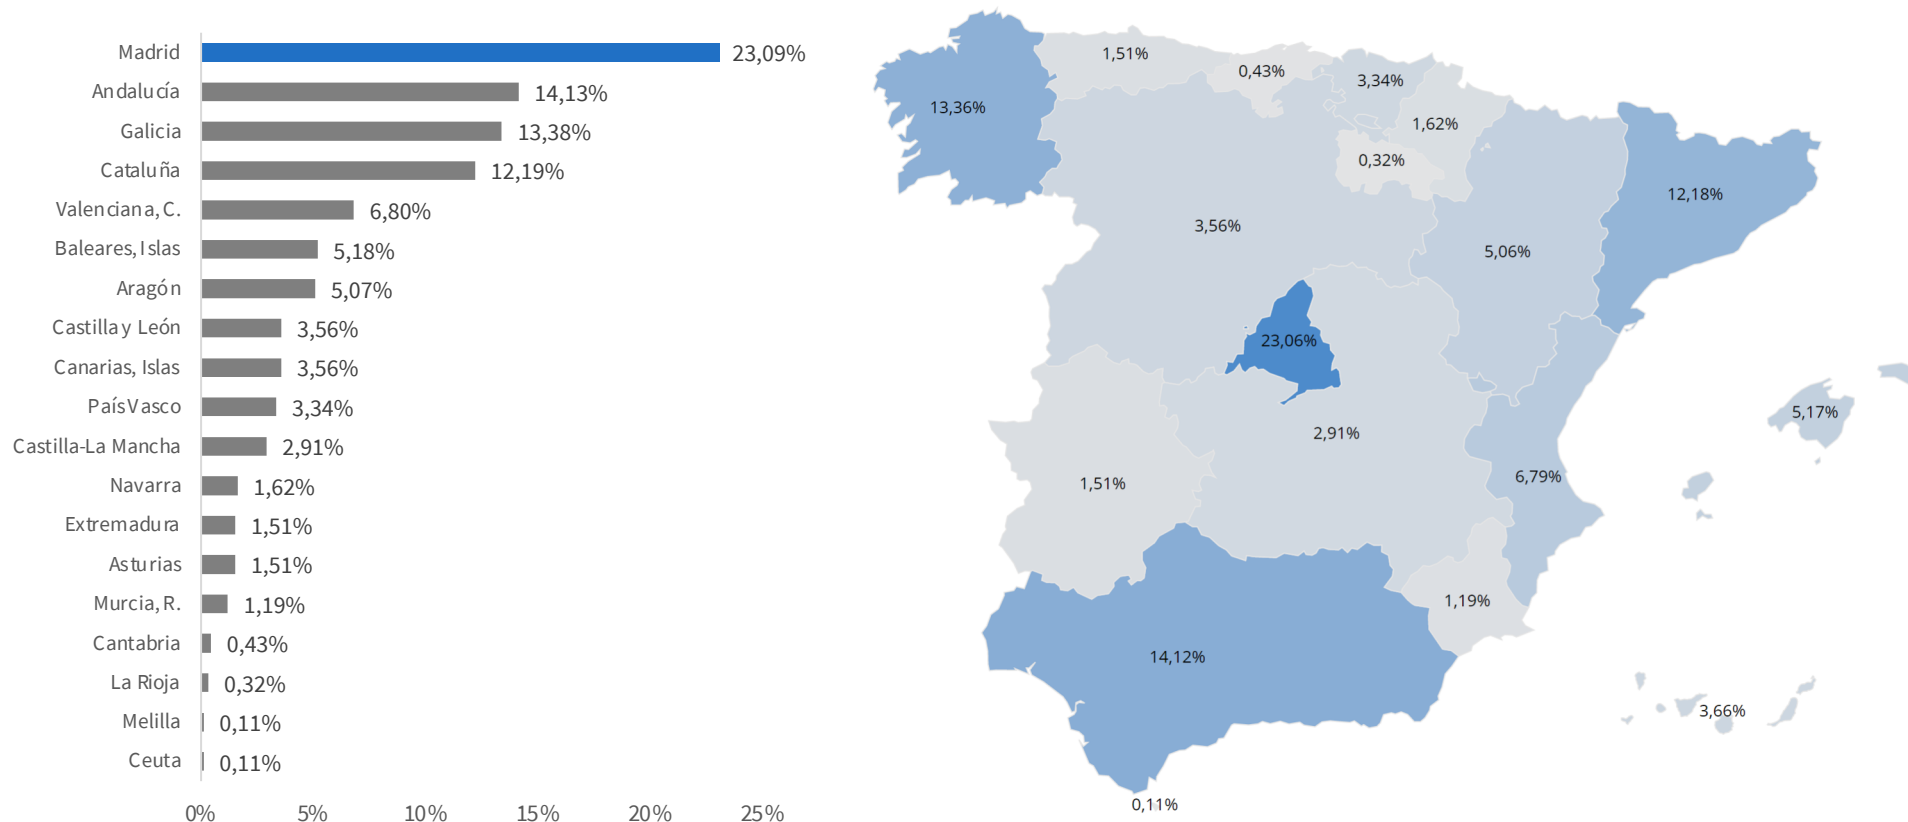 Madrid 23,09%
Andalucía 14,13%
Galicia 13,38%
Cataluña 12,19%
Valenciana, C. 6,80%
Baleares, Islas 5,18%
Aragón 5,07%
Castilla y León 3,56%
Canarias, Islas 3,56%
País Vasco 3,34%
Castilla-La Mancha 2,91%
Navarra 1,62%
Extremadura 1,51%
Asturias 1,51%
Murcia, R. 1,19%
Cantabria 0,43%
La Rioja 0,32%
Melilla 0,11%
Ceuta 0,11%
0% 5% 10% 15% 20% 25%
1,51%
0,43%
3,34%
13,36%
1,62%
0,32%
12,18%
3,56%
5,06%
23,06%
5,17%
2,91%
6,79%
1,51%
1,19%
14,12%
3,66%
0,11%